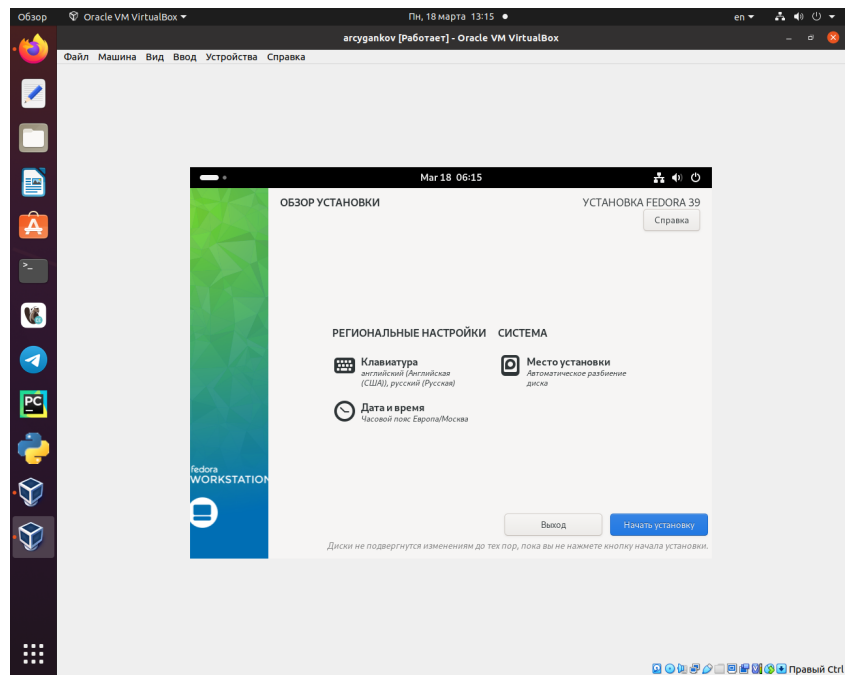 Обзор
Oracle VM VirtualBox
Пн, 18 марта 13:15
en
arcygankov [Работает] - Oracle VM VirtualBox
Файл Машина Вид Ввод Устройства Справка
Mar 18 06:15
ОБЗОР УСТАНОВКИ
УСТАНОВКА FEDORA 39
Справка
РЕГИОНАЛЬНЫЕ НАСТРОЙКИ
СИСТЕМА
Клавиатура
английский (Английская
(США)), русский (Русская)
Место установки
Автоматическое разбиение
диска
Дата и время
Часовой пояс Европа/Москва
fedora
WORKSTATION
PC
Выход
Начать установку
Диски не подвергнутся изменениям до тех пор, пока вы не нажмете кнопку начала установки.
Правый Ctrl